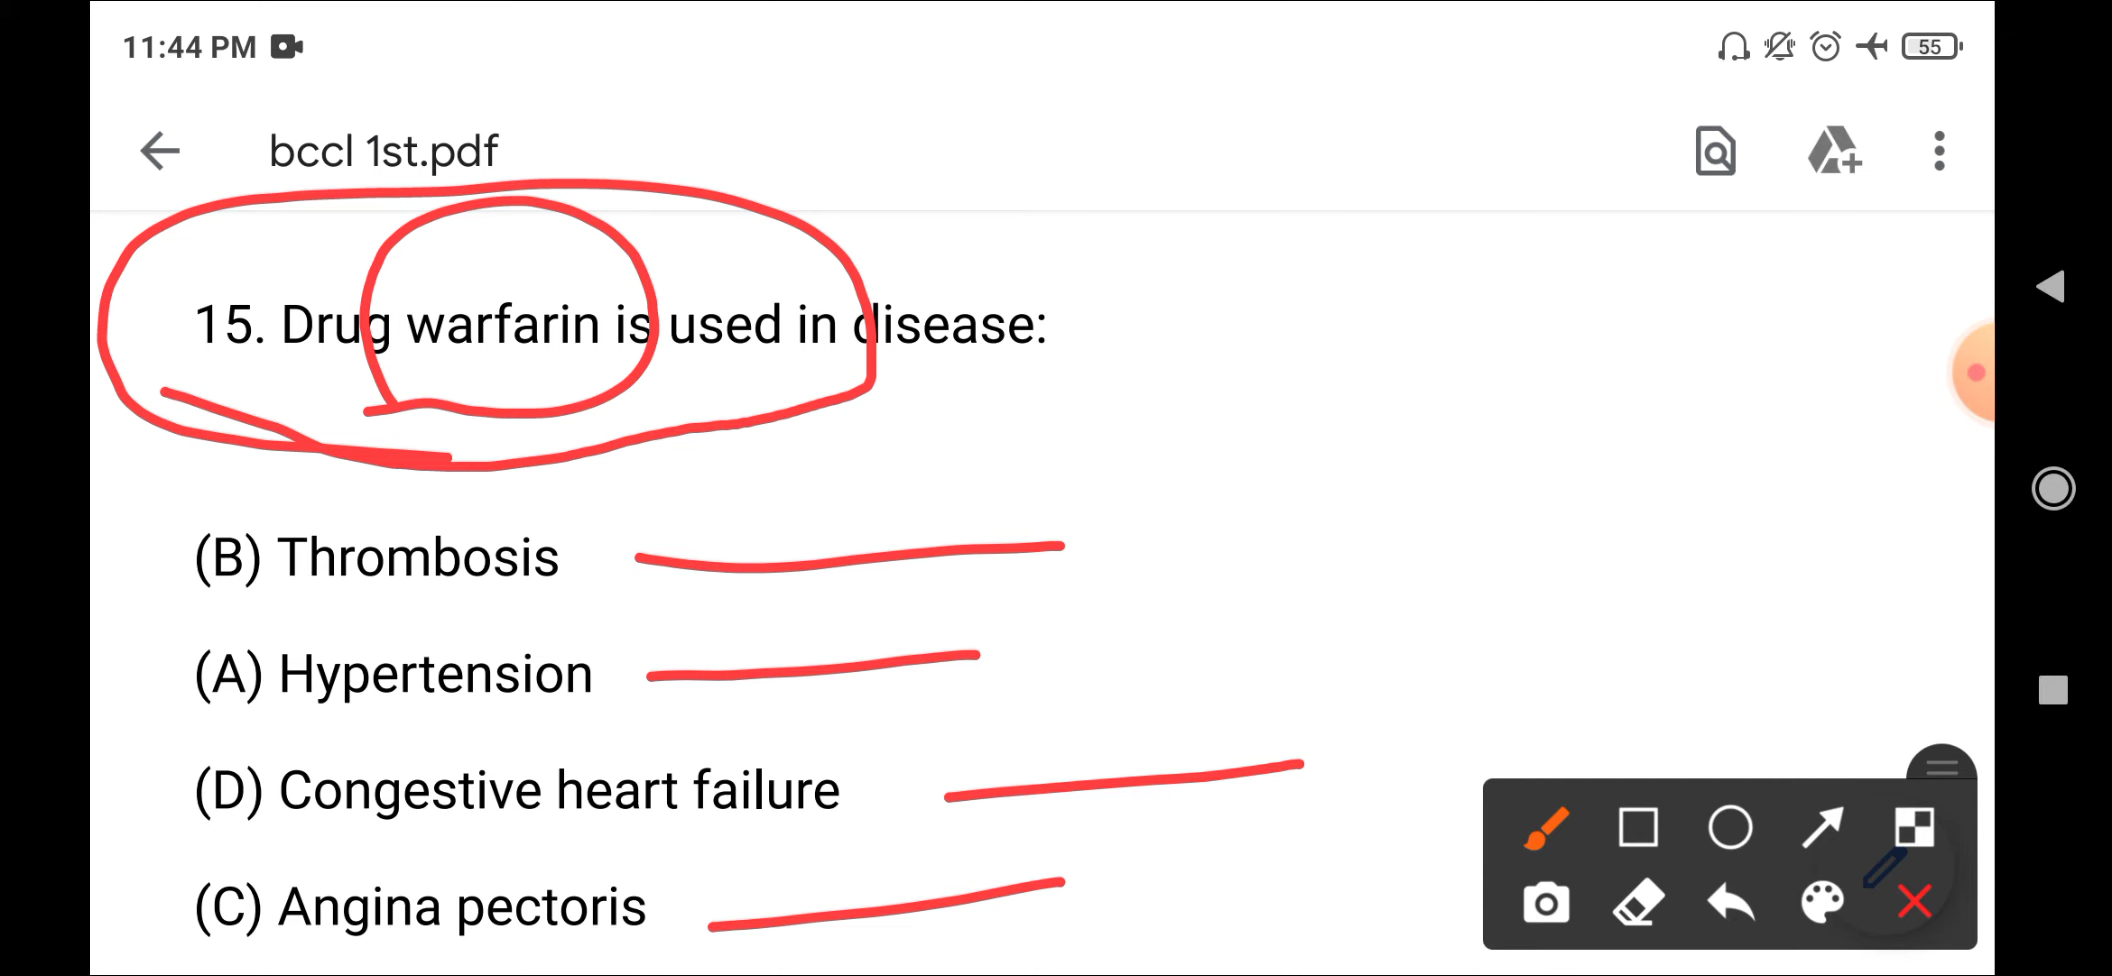 11:44 PM
55
bccl 1st.pdf
15. Drug warfarin is used in disease:
(B) Thrombosis
(A) Hypertension
(D) Congestive heart failure
(C) Angina pectoris